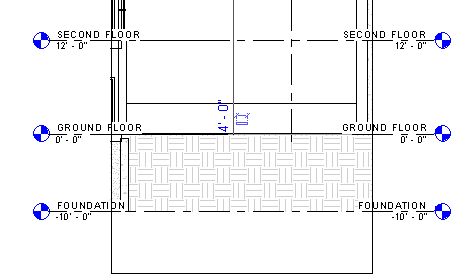 SECOND FLOOR SECOND FLOOR
12' - 0" 12' - 0"
4' - 0"
GROUND FLOOR GROUND FLOOR
0' - 0" 0' - 0"
FOUNDATION FOUNDATION
-10' - 0" -10' - 0"